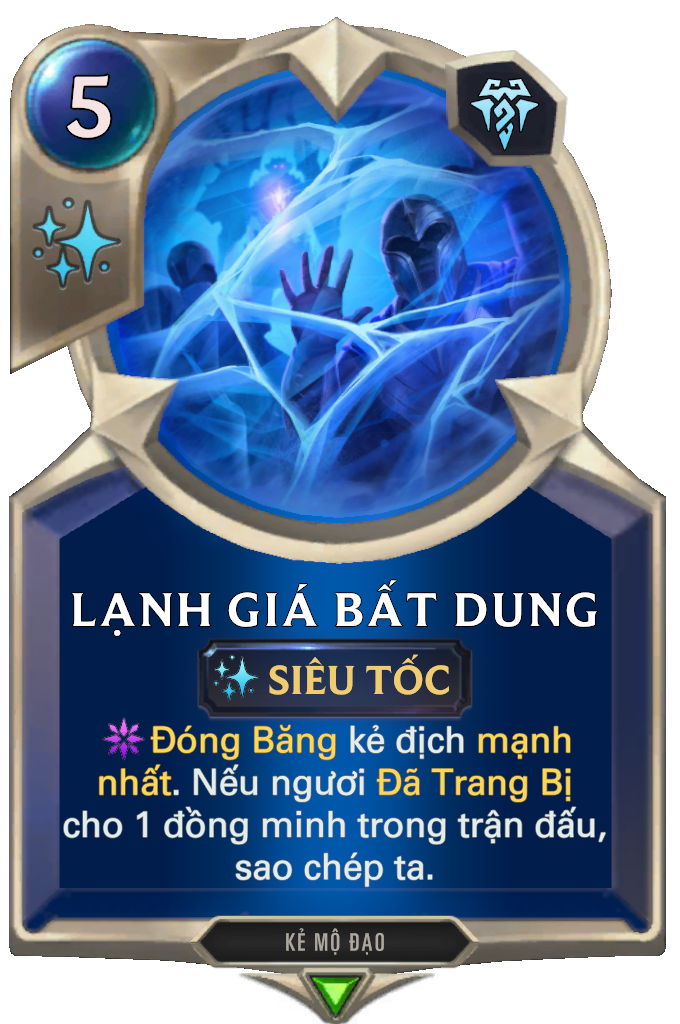 5
LẠNH GIÁ BẤT DUNG
SIÊU TỐC
Đóng Băng kẻ địch mạnh
nhất. Nếu ngươi Đã Trang Bị
cho 1 đồng minh trong trận đấu,
sao chép ta.
KẺ MỘ ĐẠO